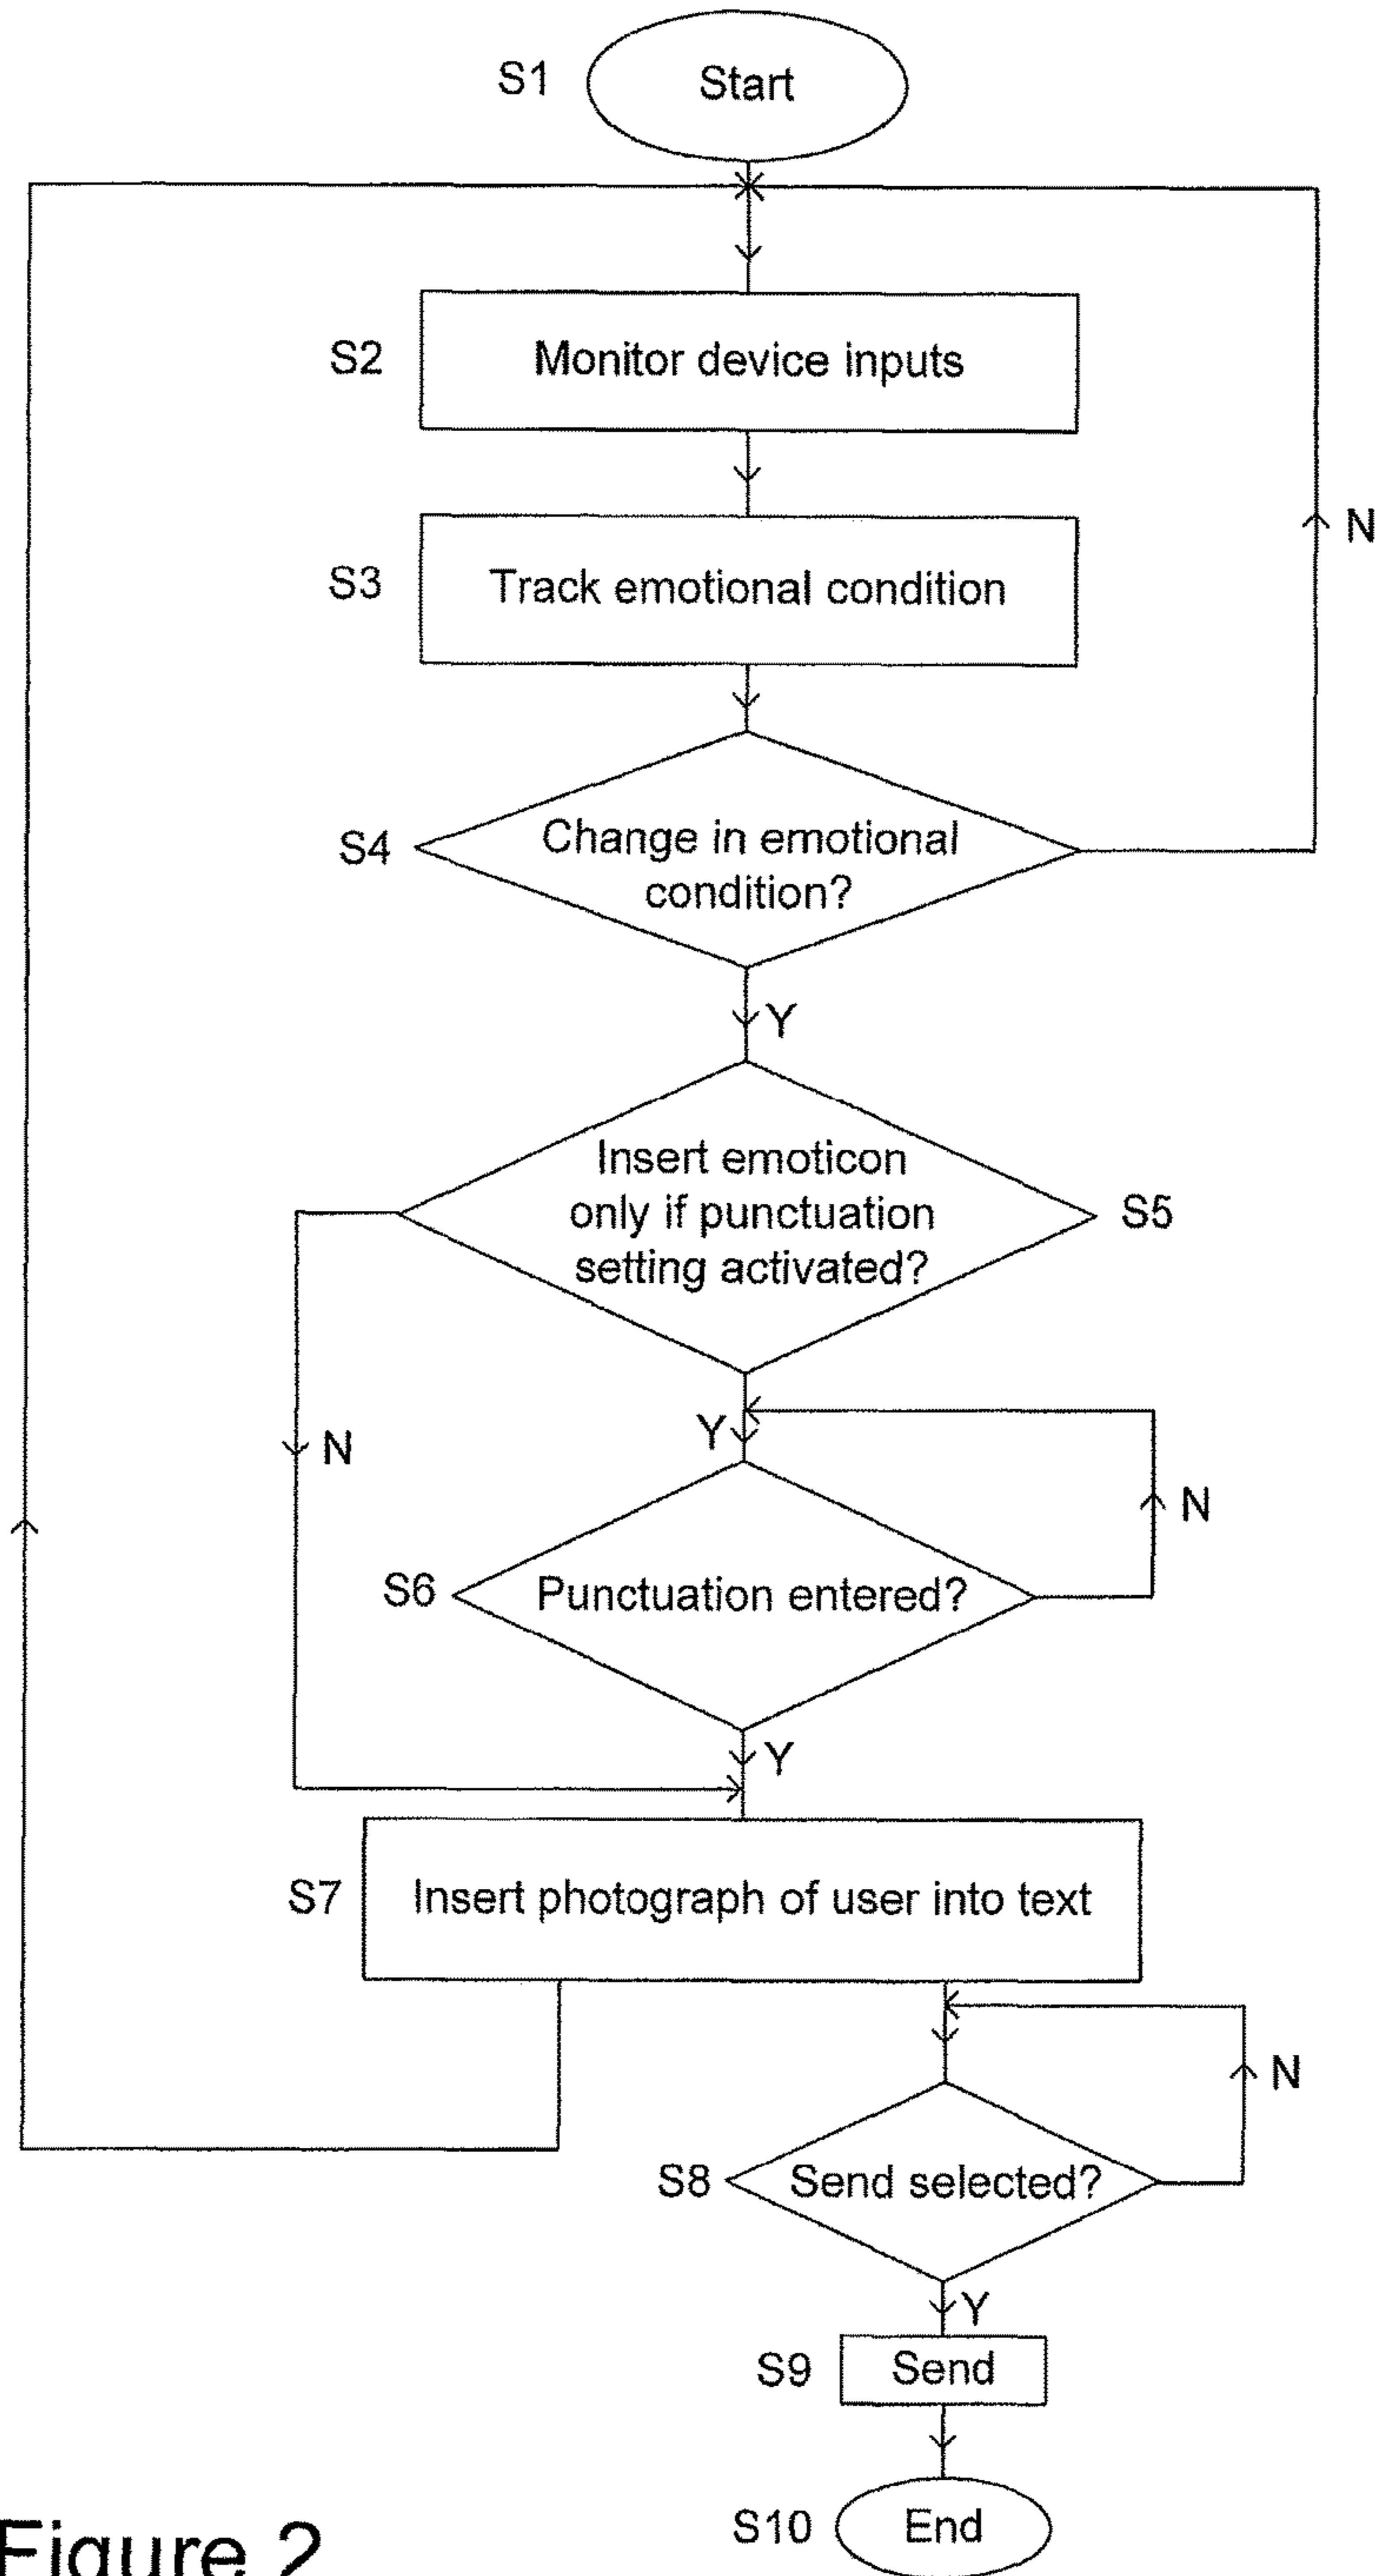 S1
Start
S2
Monitor device inputs
N
S3
Track emotional condition
S4
Change in emotional
condition?
Y
Insert emoticon
only if punctuation
setting activated?
S5
Y
N
N
S6
Punctuation entered?
Y
S7
Insert photograph of user into text
N
S8
Send selected?
Y
S9
Send
S10
End
Figure 2